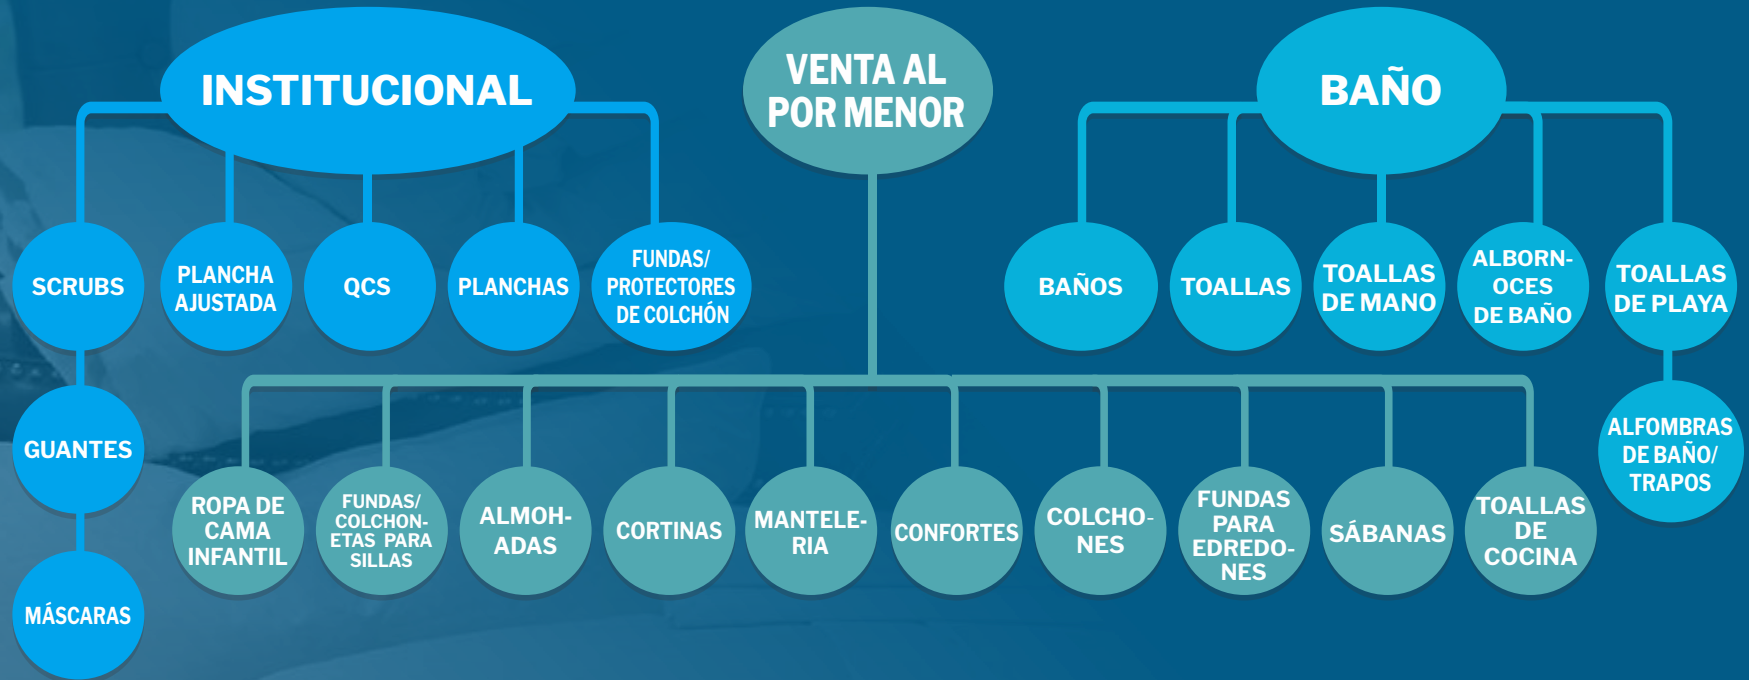 INSTITUCIONAL
VENTA AL
POR MENOR
BAÑO
SCRUBS
PLANCHA
AJUSTADA
QCS
PLANCHAS
FUNDAS/
PROTECTORES
DE COLCHÓN
BAÑOS
TOALLAS
TOALLAS
DE MANO
ALBORN-
OCES
DE BAÑO
TOALLAS
DE PLAYA
GUANTES
MÁSCARAS
ROPA DE
CAMA
INFANTIL
FUNDAS/
COLCHON-
ETAS PARA
SILLAS
ALMOH-
ADAS
CORTINAS
MANTELE-
RIA
CONFORTES
COLCHO-
NES
FUNDAS
PARA
EDREDO-
NES
SÁBANAS
TOALLAS
DE
COCINA
ALFOMBRAS
DE BAÑO/
TRAPOS